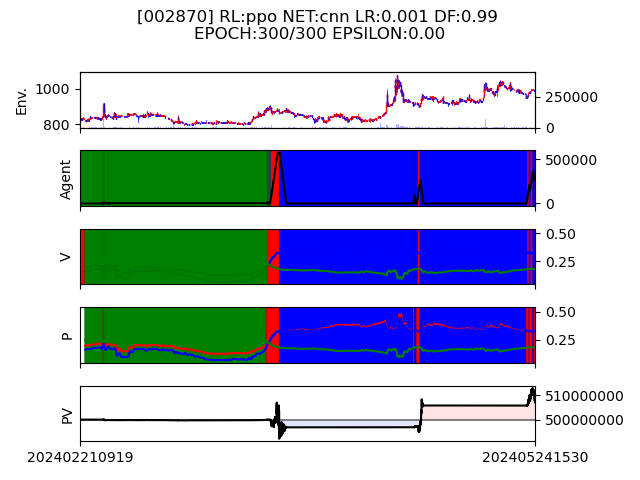 [002870] RL:ppo NET:cnn LR:0.001 DF:0.99
EPOCH:300/300 EPSILON:0.00
Env.
1000
800
250000
0
Agent
500000
0
V
0.50
0.25
P
0.50
0.25
PV
510000000
500000000
202402210919
202405241530